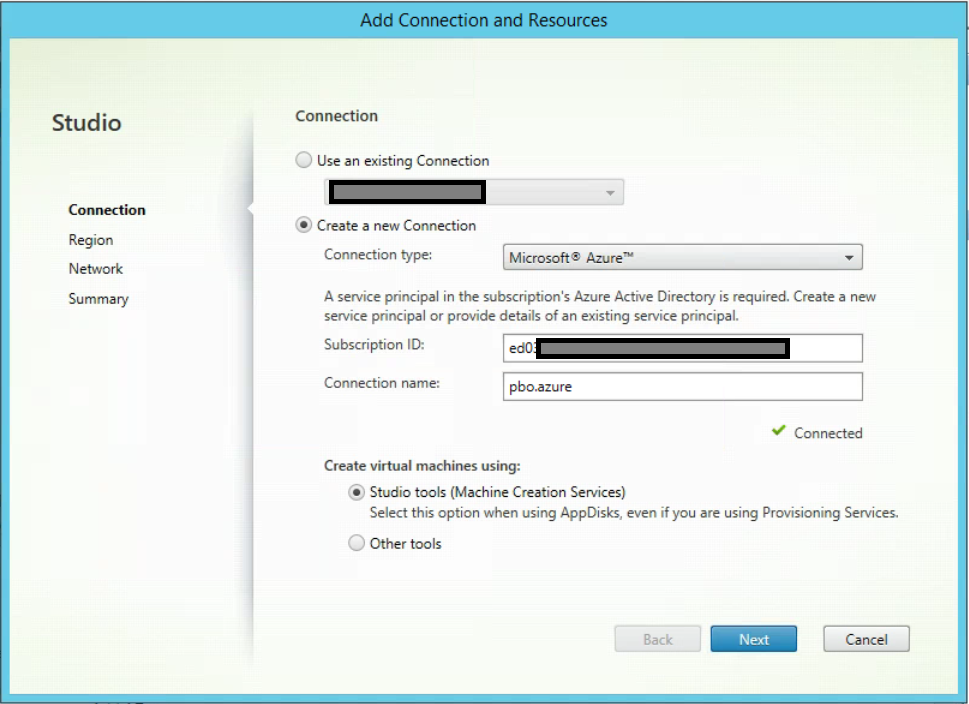 Add Connection and Resources
Studio
Connection
Region
Network
Summary
Connection
Use an existing Connection
Create a new Connection
Connection type:
Microsoft® Azure™
A service principal in the subscription's Azure Active Directory is required. Create a new
service principal or provide details of an existing service principal.
Subscription ID:
ed03
Connection name:
pbo.azure
Connected
Create virtual machines using:
Studio tools (Machine Creation Services)
Select this option when using AppDisks, even if you are using Provisioning Services.
Other tools
Back
Next
Cancel